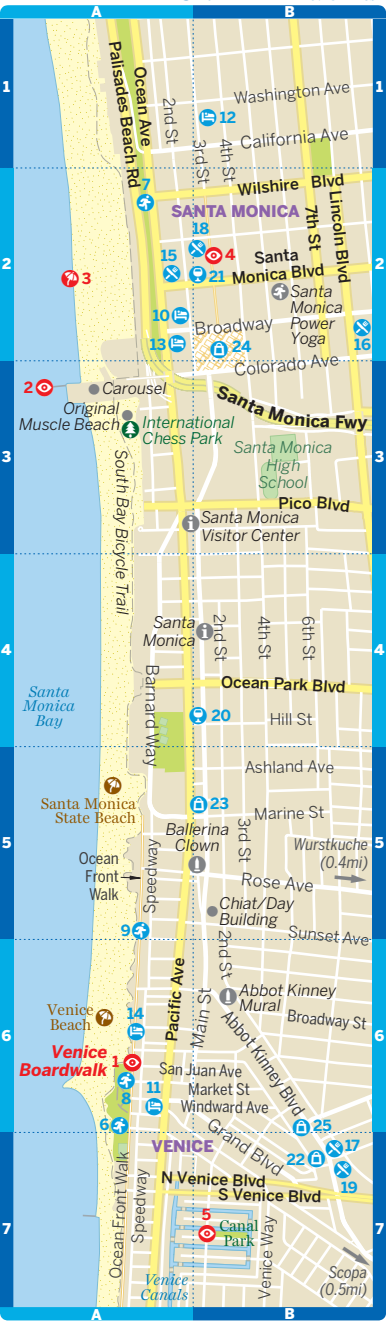 A B
1 1
Washington Ave
12
Ocean Ave
Palisades Beach Rd
2nd St
3rd St
4th St
California Ave
7
Wilshire Blvd
SANTA MONICA
7th St
Lincoln Blvd
18
4
2 2
15
21
Santa
Monica Blvd
3
Santa
Monica
Power
Yoga
10
Broadway
16
13
24
Colorado Ave
2
Carousel
Santa Monica Fwy
Original
Muscle Beach
International
Chess Park
3 3
Santa Monica
High
School
South Bay Bicycle Trail
Pico Blvd
Santa Monica
Visitor Center
Santa
Monica
2nd St
4th St
6th St
4 4
Barnard Way
Ocean Park Blvd
Santa
Monica
Bay
20
Hill St
Ashland Ave
Santa Monica
State Beach
23
Marine St
Ballerina
Clown
3rd St
5 5
Wurstkuche
(0.4mi)
Ocean
Front
Walk
Speedway
Rose Ave
Chiat/Day
Building
9
2nd St
Sunset Ave
Pacific Ave
Main St
Abbot Kinney
Mural
Venice
Beach
14
Broadway St
6 6
Abbot Kinney Blvd
Venice
Boardwalk
1
San Juan Ave
8
11
Market St
Windward Ave
6
25
VENICE
Grand Blvd
17
22
19
N Venice Blvd
S Venice Blvd
Ocean Front Walk
Speedway
5
Canal
Park
7 7
Venice Way
Venice
Canals
Scopa
(0.5mi)
A B